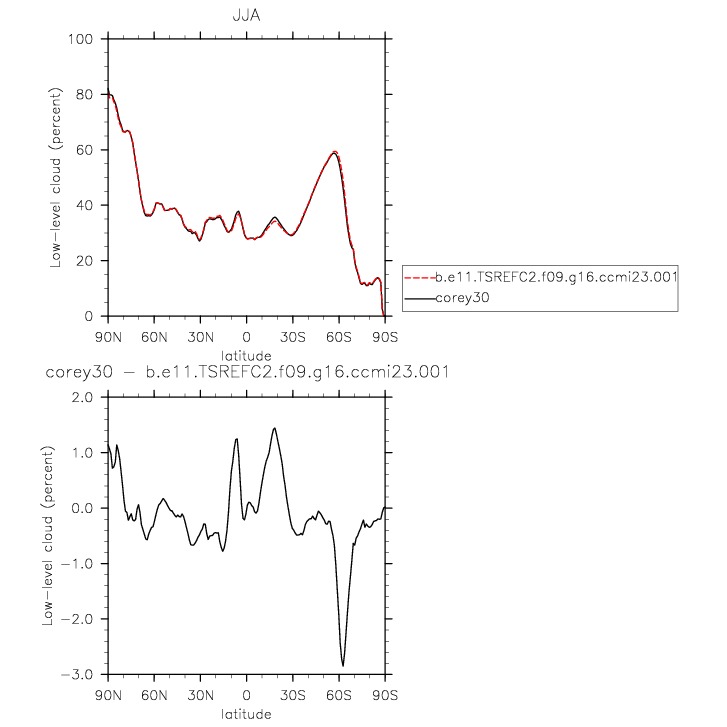 JJA
100
80
60
40
20
0
Low-level cloud (percent)
90N 60N 30N 0 30S 60S 90S
latitude
b.e11.TSREFC2.f09.g16.ccmi23.001
corey30
corey30 - b.e11.TSREFC2.f09.g16.ccmi23.001
2.0
1.0
0.0
-1.0
-2.0
-3.0
Low-level cloud (percent)
90N 60N 30N 0 30S 60S 90S
latitude